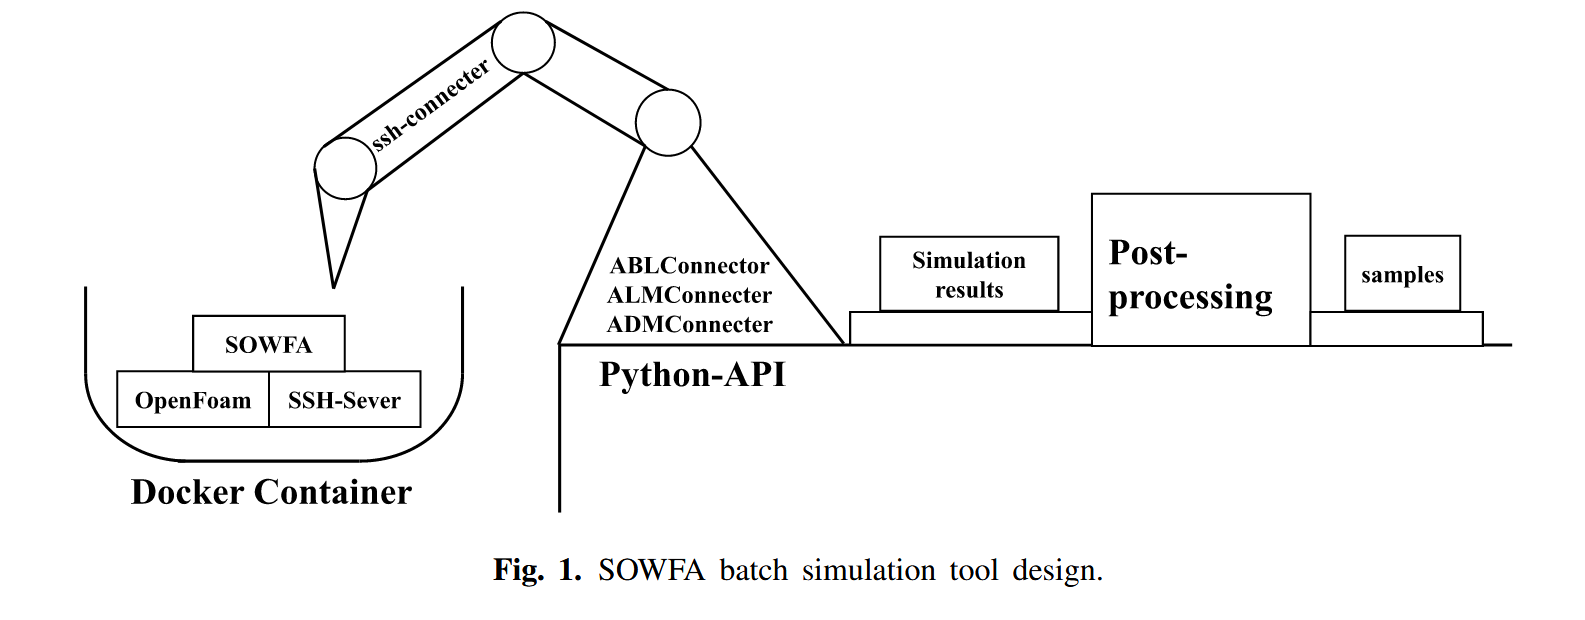 ssh-connecter
ABLConnector
ALMConnecter
ADMConnecter
Python-API
Simulation
results
Post-
processing
samples
SOWFA
OpenFoam
SSH-Sever
Docker Container
Fig. 1. SOWFA batch simulation tool design.